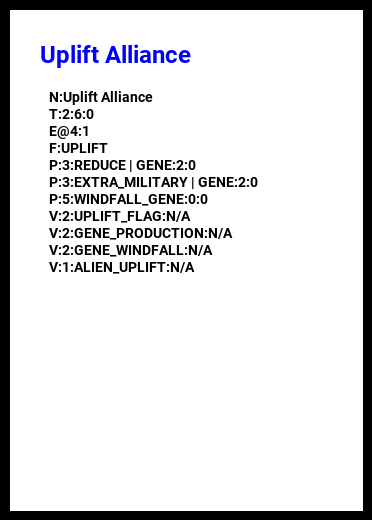 Uplift Alliance
N:Uplift Alliance
T:2:6:0
E@4:1
F:UPLIFT
P:3:REDUCE | GENE:2:0
P:3:EXTRA_MILITARY | GENE:2:0
P:5:WINDFALL_GENE:0:0
V:2:UPLIFT_FLAG:N/A
V:2:GENE_PRODUCTION:N/A
V:2:GENE_WINDFALL:N/A
V:1:ALIEN_UPLIFT:N/A